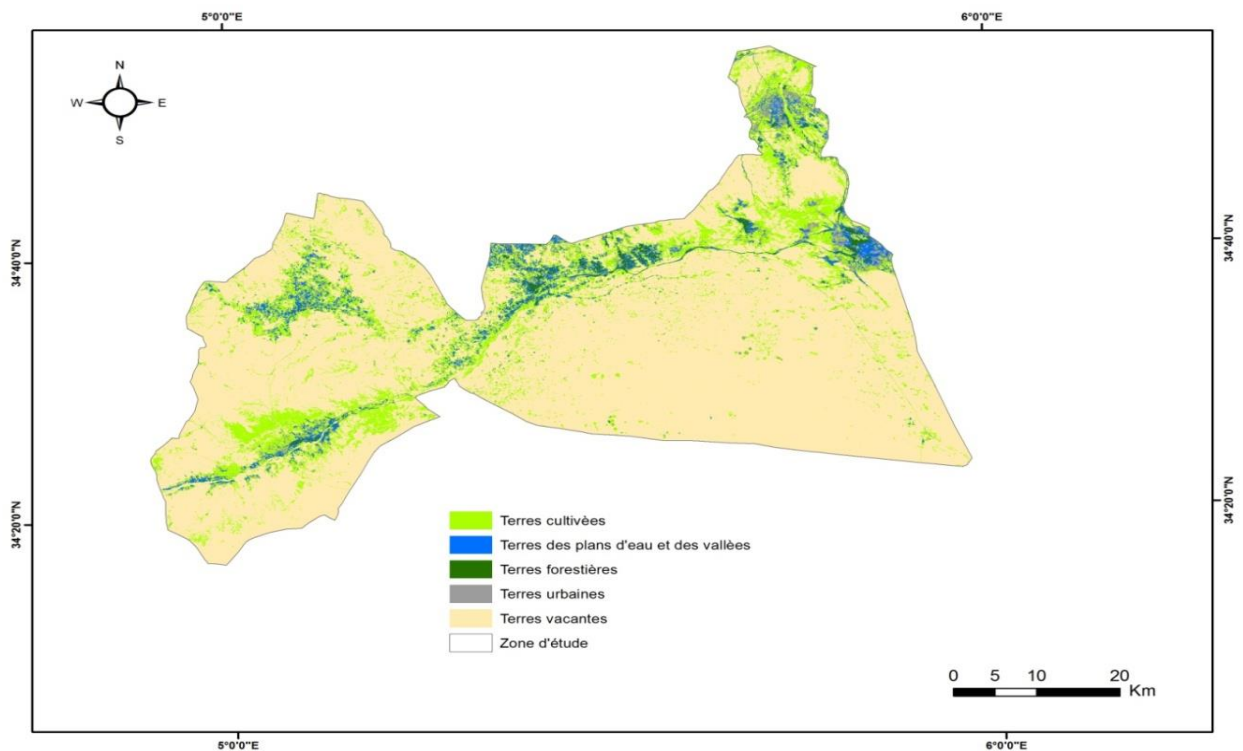 5°0'0"E 6°0'0"E
N
W E
S
34°40'0"N 34°40'0"N
34°20'0"N 34°20'0"N
Terres cultivèes
Terres des plans d'eau et des vallèes
Terres forestières
Terres urbaines
Terres vacantes
Zone d'étude
0 5 10 20
Km
5°0'0"E 6°0'0"E